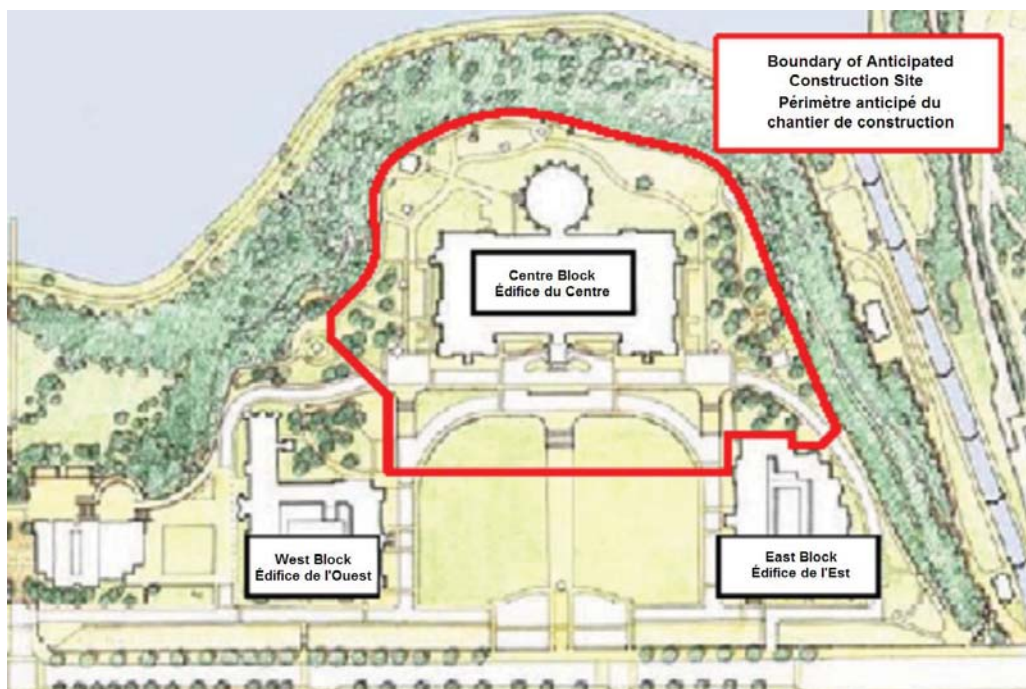 Boundary of Anticipated
Construction Site
Périmètre anticipé du
chantier de construction
Centre Block
Édifice du Centre
West Block
Édifice de l'Ouest
East Block
Édifice de l'Est